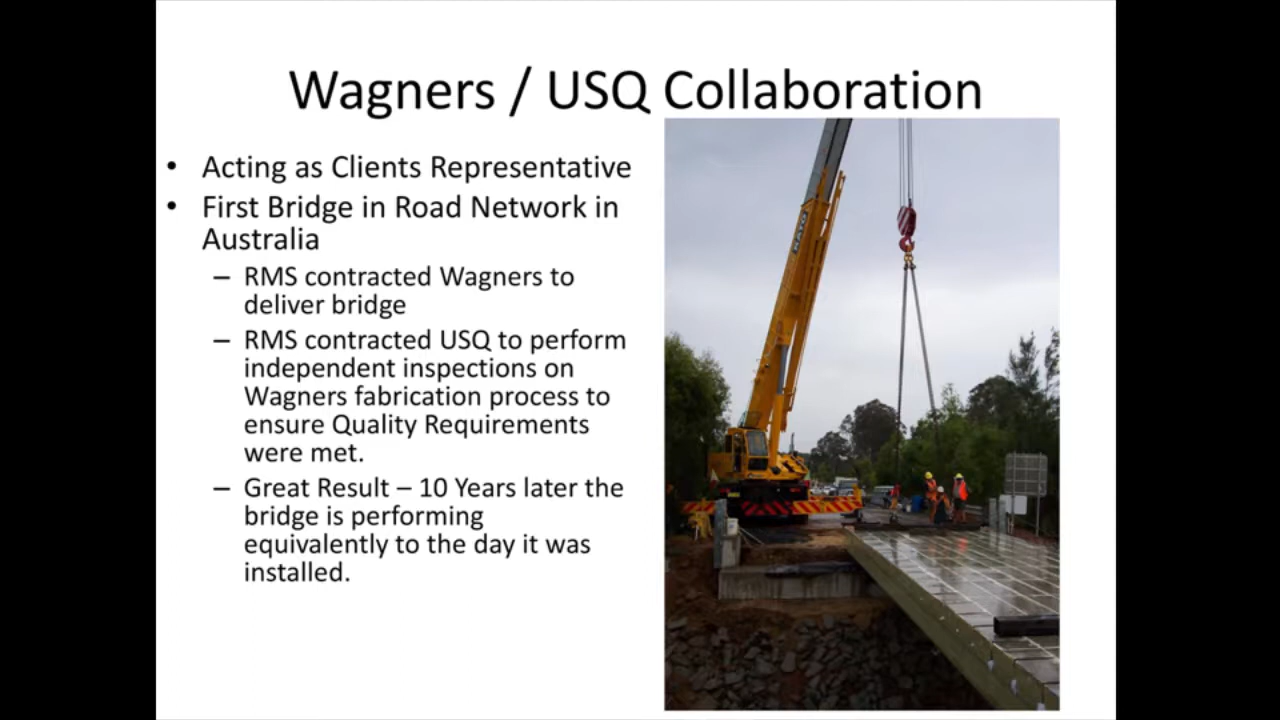 Wagners / USQ Collaboration
• Acting as Clients Representative
• First Bridge in Road Network in
Australia
– RMS contracted Wagners to
deliver bridge
– RMS contracted USQ to perform
independent inspections on
Wagners fabrication process to
ensure Quality Requirements
were met.
– Great Result – 10 Years later the
bridge is performing
equivalently to the day it was
installed.